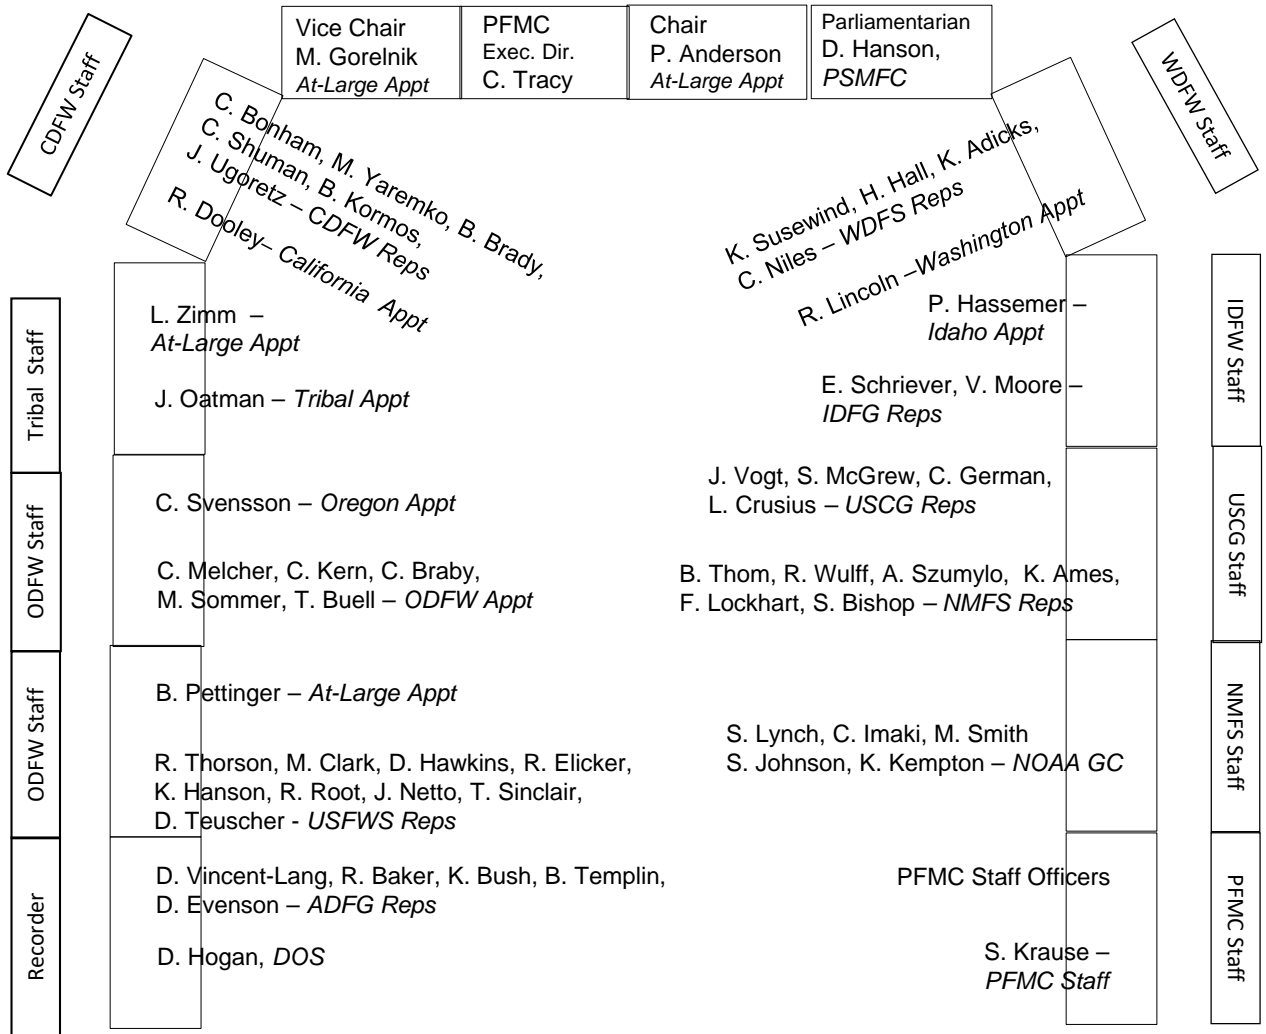 Vice Chair
M. Gorelnik
At-Large Appt
PFMC
Exec. Dir.
C. Tracy
Chair
P. Anderson
At-Large Appt
Parliamentarian
D. Hanson,
PSMFC
CDFW Staff
WDFW Staff
C. Bonham, M. Yaremko, B. Brady,
C. Shuman, B. Kormos,
J. Ugoretz – CDFW Reps
R. Dooley– California Appt
K. Susewind, H. Hall, K. Adicks,
C. Niles – WDFS Reps
R. Lincoln –Washington Appt
Tribal Staff
L. Zimm –
At-Large Appt
J. Oatman – Tribal Appt
P. Hassemer –
Idaho Appt
E. Schriever, V. Moore –
IDFG Reps
IDFW Staff
ODFW Staff
C. Svensson – Oregon Appt
C. Melcher, C. Kern, C. Braby,
M. Sommer, T. Buell – ODFW Appt
J. Vogt, S. McGrew, C. German,
L. Crusius – USCG Reps
B. Thom, R. Wulff, A. Szumylo, K. Ames,
F. Lockhart, S. Bishop – NMFS Reps
USCG Staff
ODFW Staff
B. Pettinger – At-Large Appt
R. Thorson, M. Clark, D. Hawkins, R. Elicker,
K. Hanson, R. Root, J. Netto, T. Sinclair,
D. Teuscher - USFWS Reps
S. Lynch, C. Imaki, M. Smith
S. Johnson, K. Kempton – NOAA GC
NMFS Staff
Recorder
D. Vincent-Lang, R. Baker, K. Bush, B. Templin,
D. Evenson – ADFG Reps
D. Hogan, DOS
PFMC Staff Officers
S. Krause –
PFMC Staff
PFMC Staff